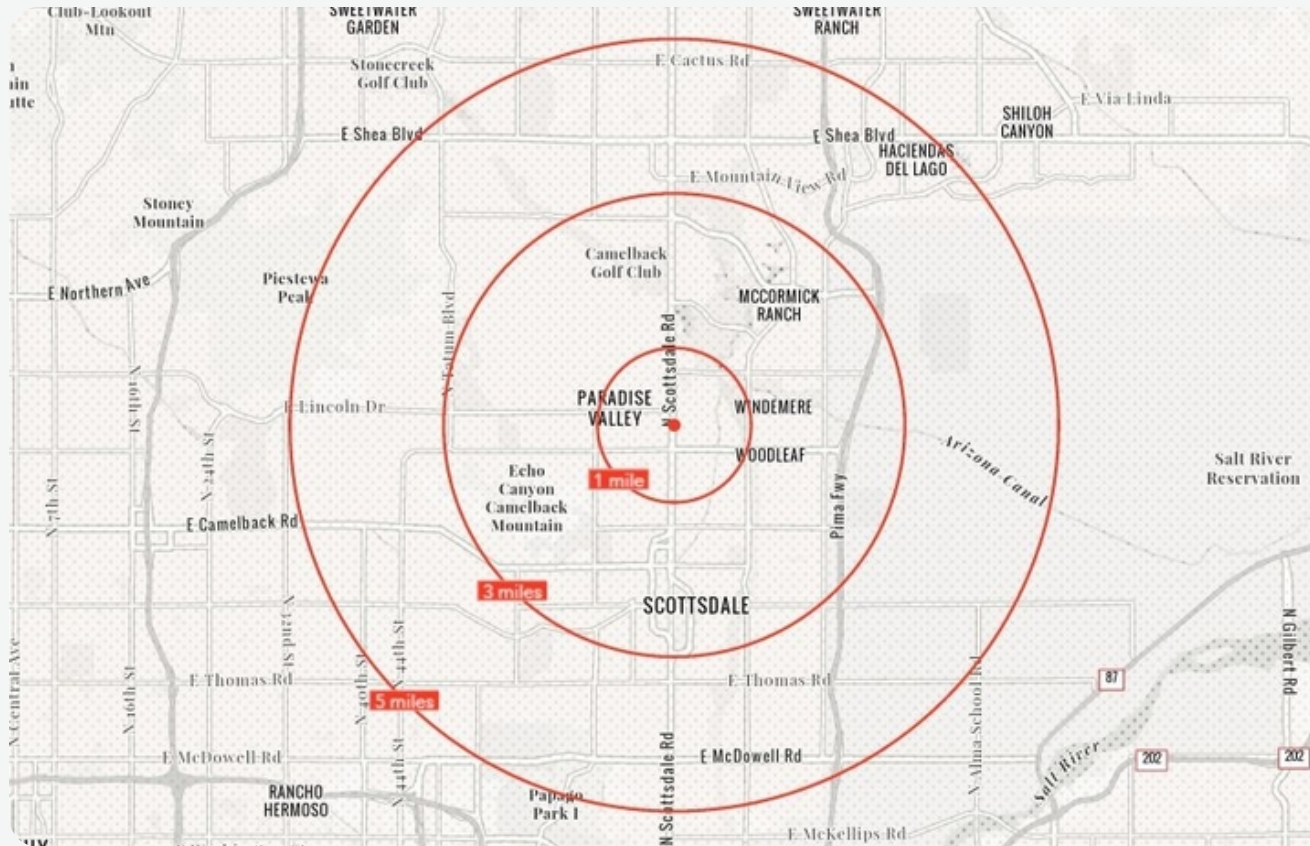 Club-Lookout
Mtn
SWEETWATER
GARDEN
SWEETWATER
RANCH
Stonecreek
Golf Club
E Cactus Rd
E Via Linda
SHILOH
CANYON
E Shea Blvd
E Shea Blvd
HACIENDAS
DEL LAGO
E Mountain View Rd
Stoney
Mountain
Camelback
Golf Club
Piestewa
Peak
E Northern Ave
MCCORMICK
RANCH
N Tatum Blvd
N Scottsdale Rd
N 16th St
E Lincoln Dr
PARADISE
VALLEY
WINDEMERE
N 24th St
WOODLEAF
Arizona Canal
Salt River
Reservation
Echo
Canyon
Camelback
Mountain
1 mile
N 7th St
Pima Fwy
E Camelback Rd
3 miles
SCOTTSDALE
N 32nd St
N 44th St
N Gilbert Rd
N Central Ave
N 16th St
E Thomas Rd
N 40th St
5 miles
E Thomas Rd
N Alma School Rd
87
E McDowell Rd
N 44th St
N Scottsdale Rd
E McDowell Rd
Salt River
202
202
RANCHO
HERMOSO
Papago
Park I
E McKellips Rd